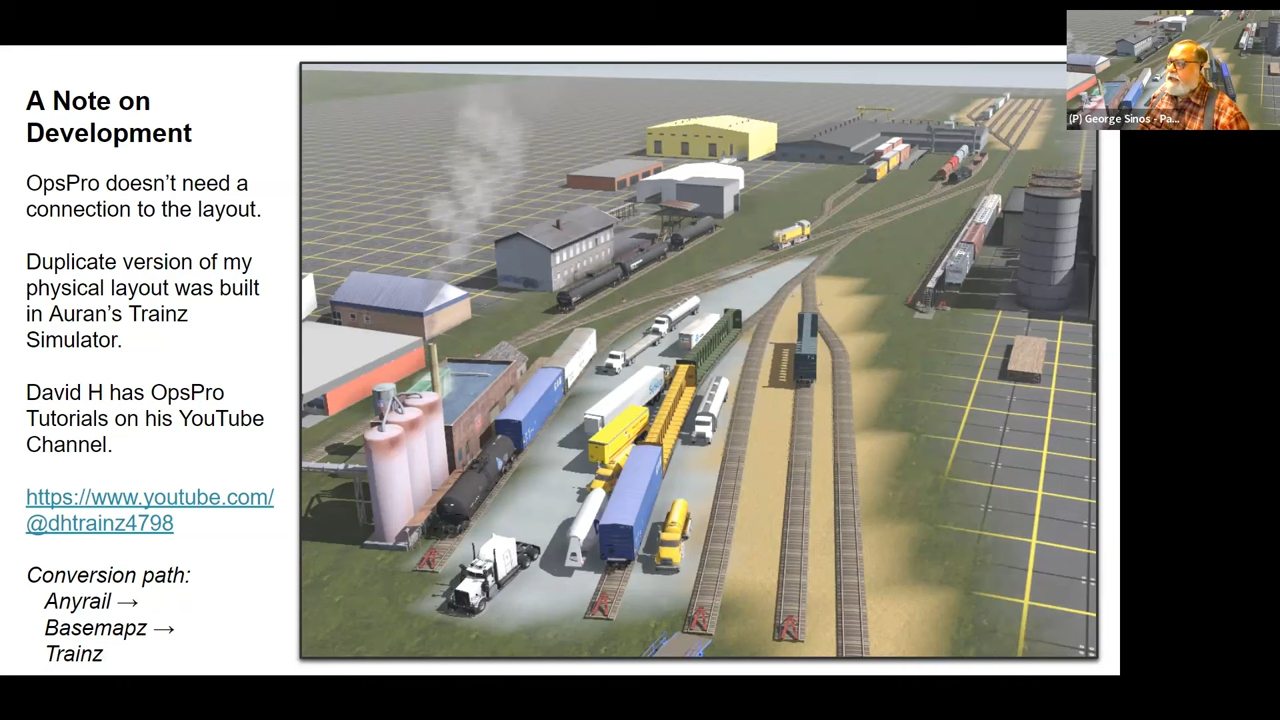 A Note on
Development
OpsPro doesn’t need a
connection to the layout.
Duplicate version of my
physical layout was built
in Auran’s Trainz
Simulator.
David H has OpsPro
Tutorials on his YouTube
Channel.
https://www.youtube.com/
@dhtrainz4798
Conversion path:
Anyrail →
Basemapz →
Trainz
(P) George Sinos - Pa...